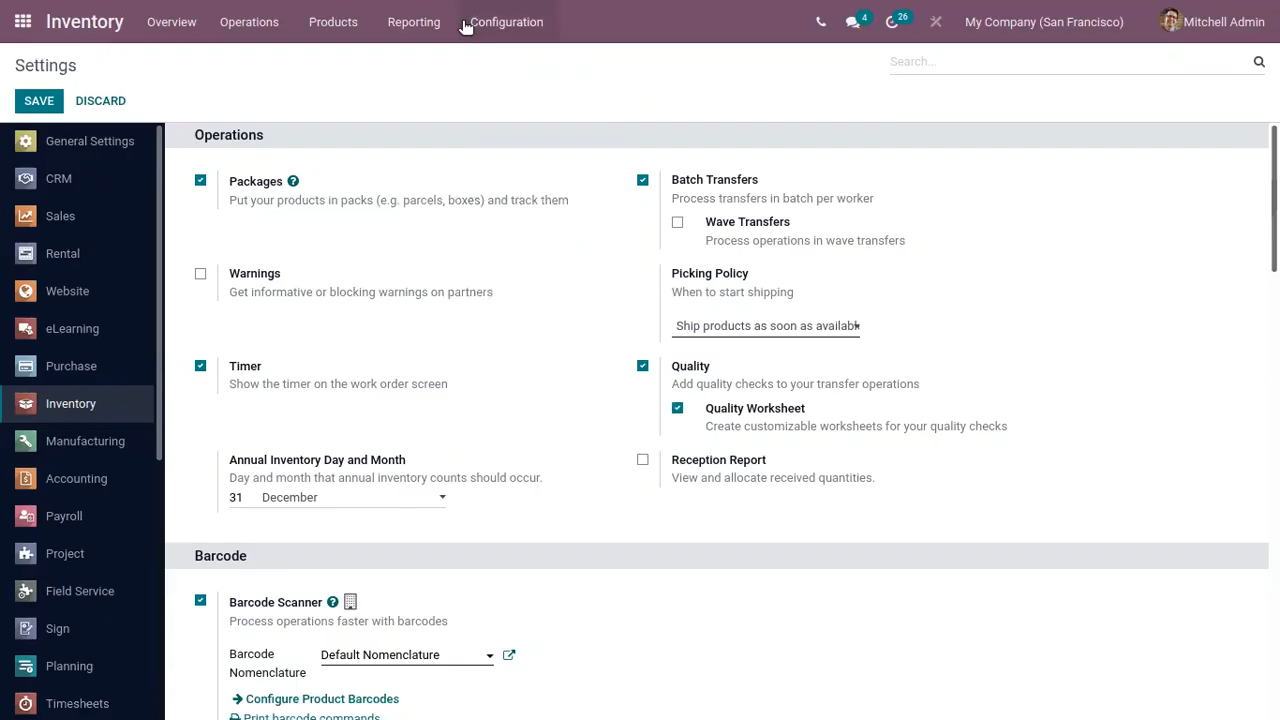 Inventory
Overview
Operations
Products
Reporting
Configuration
4
26
My Company (San Francisco)
Mitchell Admin
Settings
Search...
SAVE
DISCARD
General Settings
CRM
Sales
Rental
Website
eLearning
Purchase
Inventory
Manufacturing
Accounting
Payroll
Project
Field Service
Sign
Planning
Timesheets
Operations
Packages ?
Put your products in packs (e.g. parcels, boxes) and track them
Batch Transfers
Process transfers in batch per worker
Wave Transfers
Process operations in wave transfers
Warnings
Get informative or blocking warnings on partners
Picking Policy
When to start shipping
Ship products as soon as availabl
Timer
Show the timer on the work order screen
Quality
Add quality checks to your transfer operations
Quality Worksheet
Create customizable worksheets for your quality checks
Annual Inventory Day and Month
Day and month that annual inventory counts should occur.
31 December
Reception Report
View and allocate received quantities.
Barcode
Barcode Scanner ?
Process operations faster with barcodes
Barcode
Nomenclature
Default Nomenclature
Configure Product Barcodes
Print barcode commands